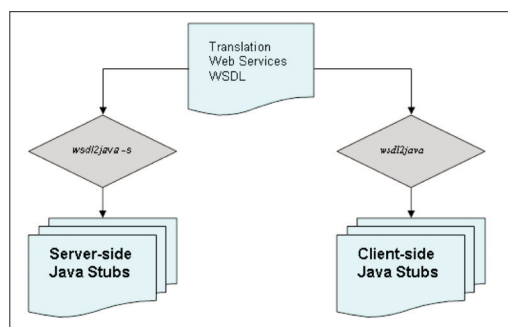 Translation
Web Services
WSDL
wsdl2java -s
wsdl2java
Server-side
Java Stubs
Client-side
Java Stubs